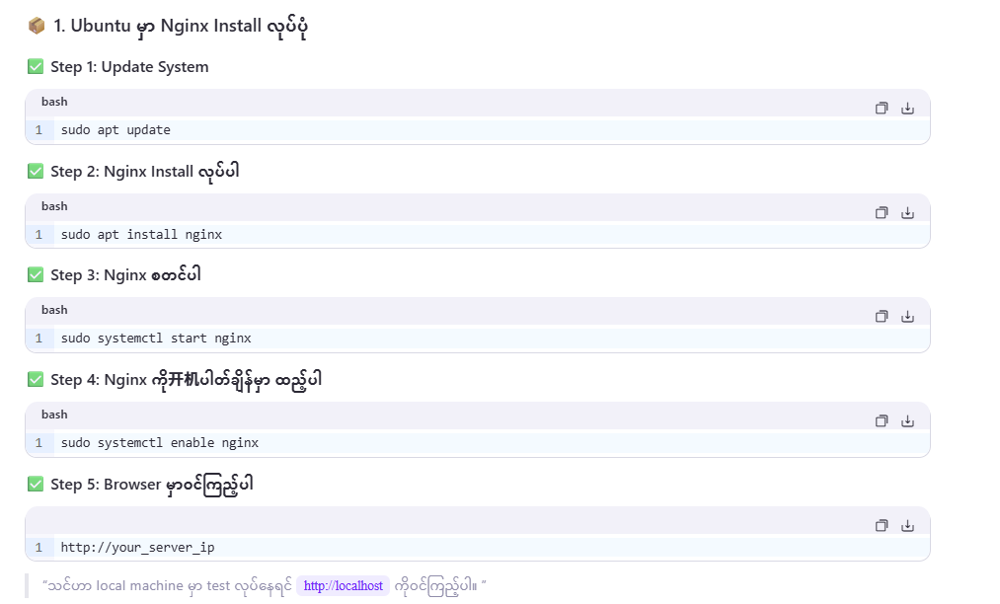 📦 1. Ubuntu မှာ Nginx Install လုပ်ပုံ
✅ Step 1: Update System
bash
1 sudo apt update
✅ Step 2: Nginx Install လုပ်ပါ
bash
1 sudo apt install nginx
✅ Step 3: Nginx စတင်ပါ
bash
1 sudo systemctl start nginx
✅ Step 4: Nginx ကို开机ပါတ်ချိန်မှာ ထည့်ပါ
bash
1 sudo systemctl enable nginx
✅ Step 5: Browser မှာဝင်ကြည့်ပါ
1 http://your_server_ip
“သင်ဟာ local machine မှာ test လုပ်နေရင် http://localhost ကိုဝင်ကြည့်ပါ။ ”